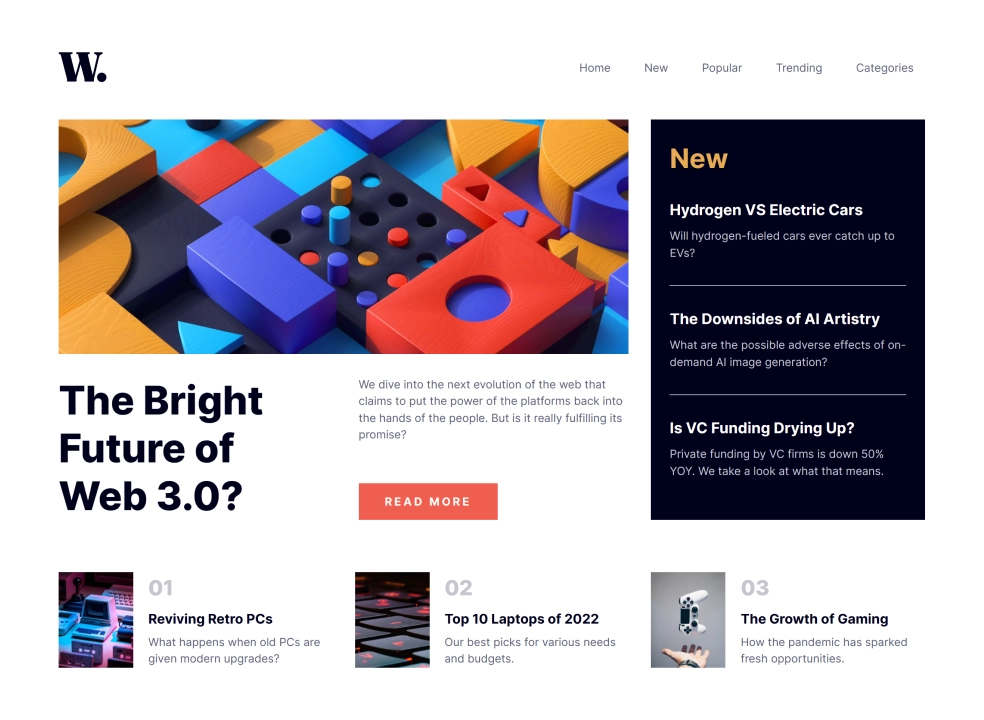 W.
Home New Popular Trending Categories
The Bright
Future of
Web 3.0?
We dive into the next evolution of the web that
claims to put the power of the platforms back into
the hands of the people. But is it really fulfilling its
promise?
READ MORE
New
Hydrogen VS Electric Cars
Will hydrogen-fueled cars ever catch up to
EVs?
The Downsides of AI Artistry
What are the possible adverse effects of on-
demand AI image generation?
Is VC Funding Drying Up?
Private funding by VC firms is down 50%
YOY. We take a look at what that means.
01
Reviving Retro PCs
What happens when old PCs are
given modern upgrades?
02
Top 10 Laptops of 2022
Our best picks for various needs
and budgets.
03
The Growth of Gaming
How the pandemic has sparked
fresh opportunities.